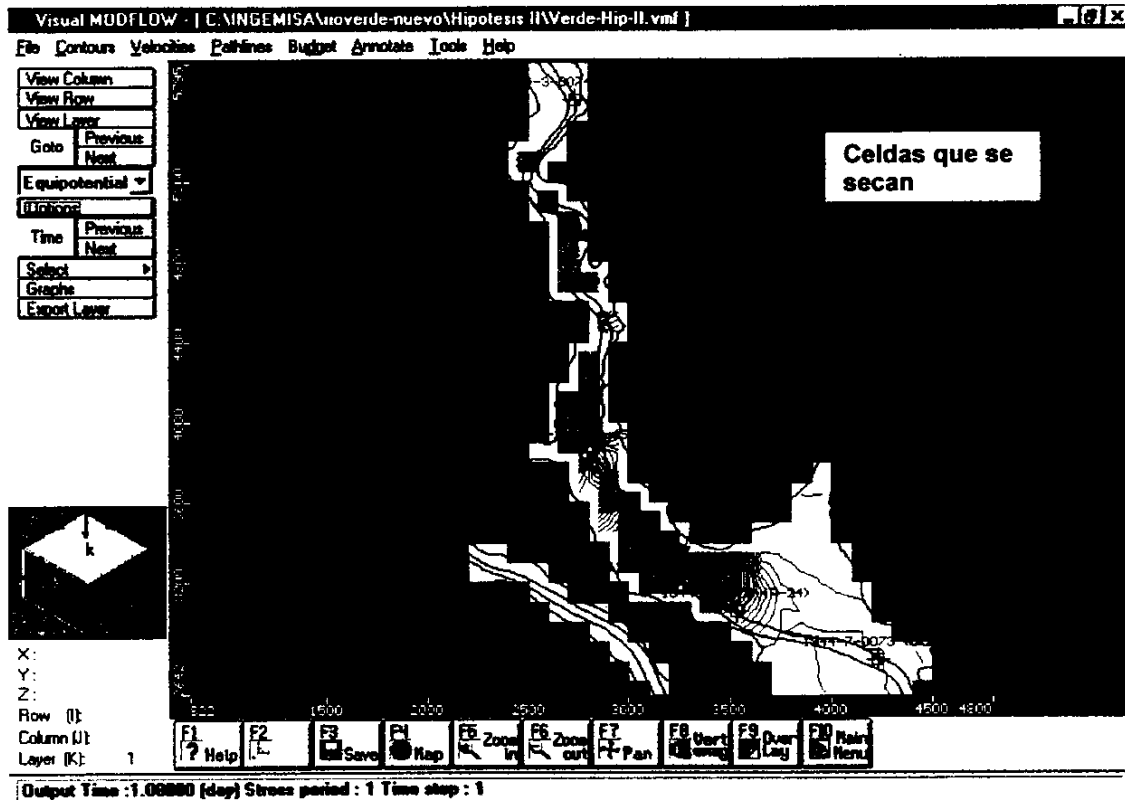 Visual MODFLOW - [ C:\INGEMISA\rioverde-nuevo\Hipotesis II\Verde-Hip-II.vmf ]
File Contours Velocities Pathlines Budget Annotate Tools Help
View Column
View Row
View Layer
Goto
Previous
Next
Equipotential
Options
Time
Previous
Next
Select
Graphs
Export Layer
Celdas que se
secan
k
X:
Y:
Z:
Row (I):
Column (J):
Layer (K): 1
1500 2000 2500 3000 3500 4000 4500 4800
F1 Help
F2
F3 Save
F4 Map
F5 Zoom in
F6 Zoom out
F7 Pan
F8 Vert
F9 Over Lay
F10 Main Menu
Output Time :1.00000 [day] Stress period : 1 Time step : 1